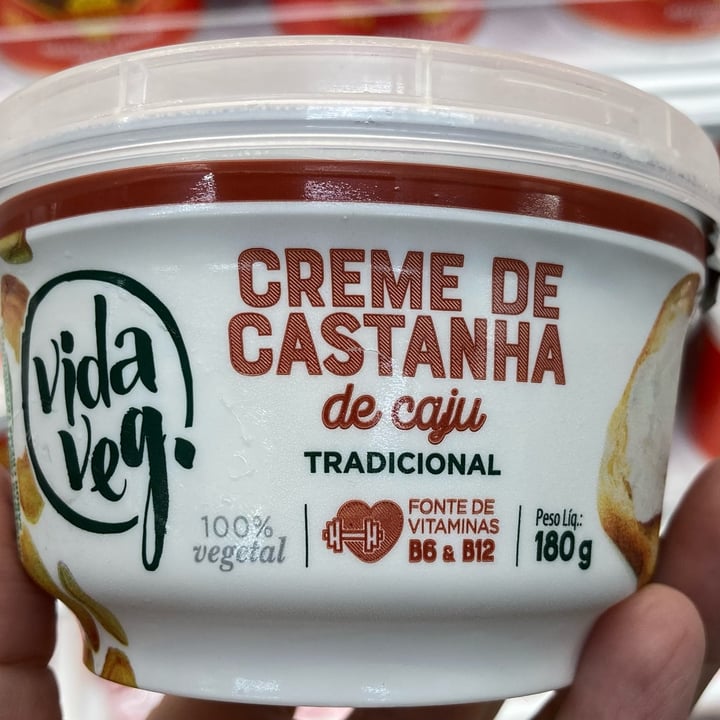 vida
veg.
CREME DE
CASTANHA
de caju
TRADICIONAL
100%
vegetal
FONTE DE
VITAMINAS
B6 & B12
Peso Líq.:
180g